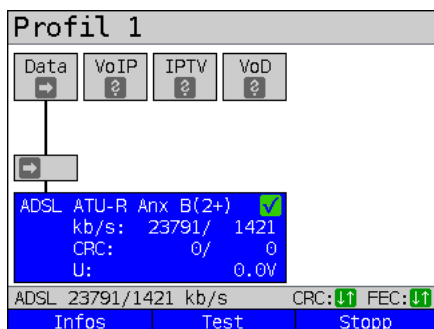 Profil 1
Data VoIP IPTV VoD
? ? ?
ADSL ATU-R Anx B(2+)
kb/s: 23791/ 1421
CRC: 0/ 0
U: 0.0V
ADSL 23791/1421 kb/s CRC: FEC:
Infos Test Stopp